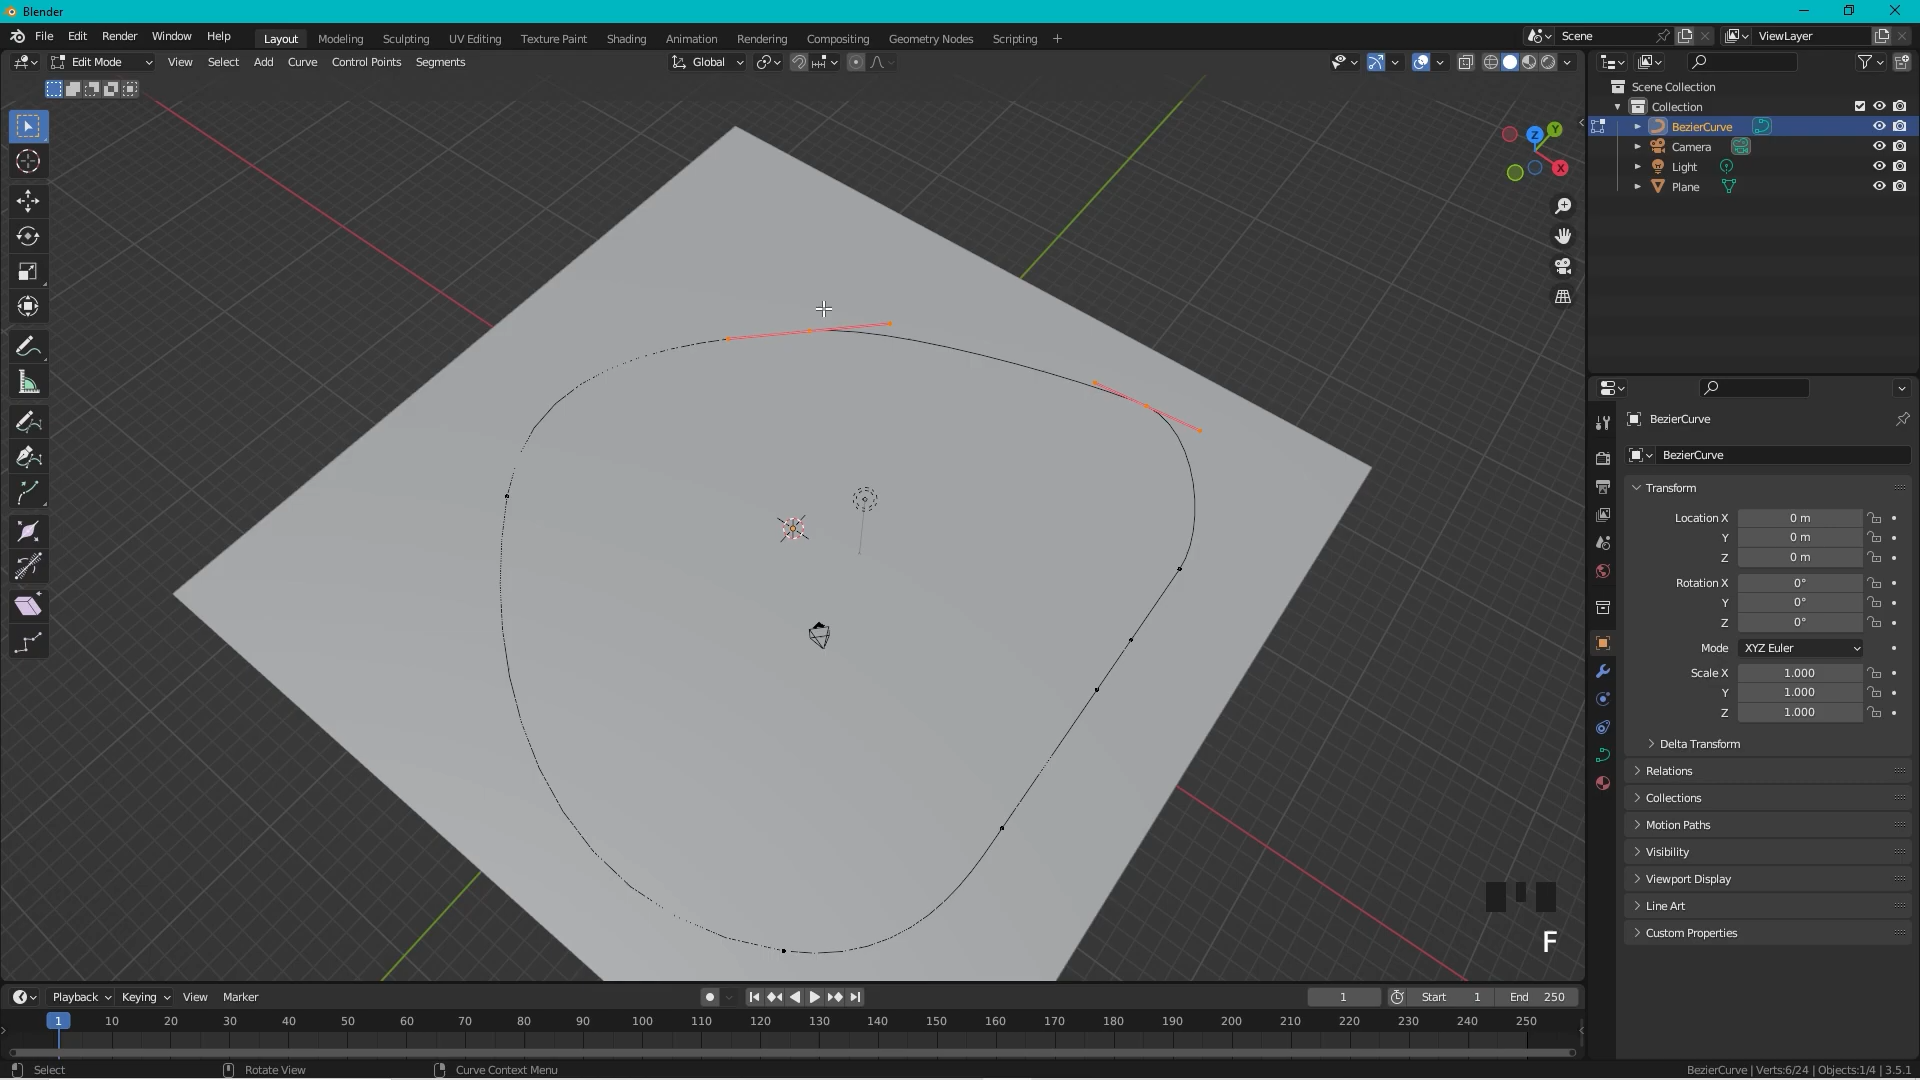 Blender
File Edit Render Window Help Layout Modeling Sculpting UV Editing Texture Paint Shading Animation Rendering Compositing Geometry Nodes Scripting + Scene ViewLayer
Edit Mode View Select Add Curve Control Points Segments Global
Scene Collection
Collection
BezierCurve
Camera
Light
Plane
Z Y X
BezierCurve
BezierCurve
Transform
Location X 0 m
Y 0 m
Z 0 m
Rotation X 0°
Y 0°
Z 0°
Mode XYZ Euler
Scale X 1.000
Y 1.000
Z 1.000
Delta Transform
Relations
Collections
Motion Paths
Visibility
Viewport Display
Line Art
Custom Properties
F
Playback Keying View Marker 1 Start 1 End 250
1 10 20 30 40 50 60 70 80 90 100 110 120 130 140 150 160 170 180 190 200 210 220 230 240 250
Select Rotate View Curve Context Menu BezierCurve | Verts:6/24 | Objects:1/4 | 3.5.1